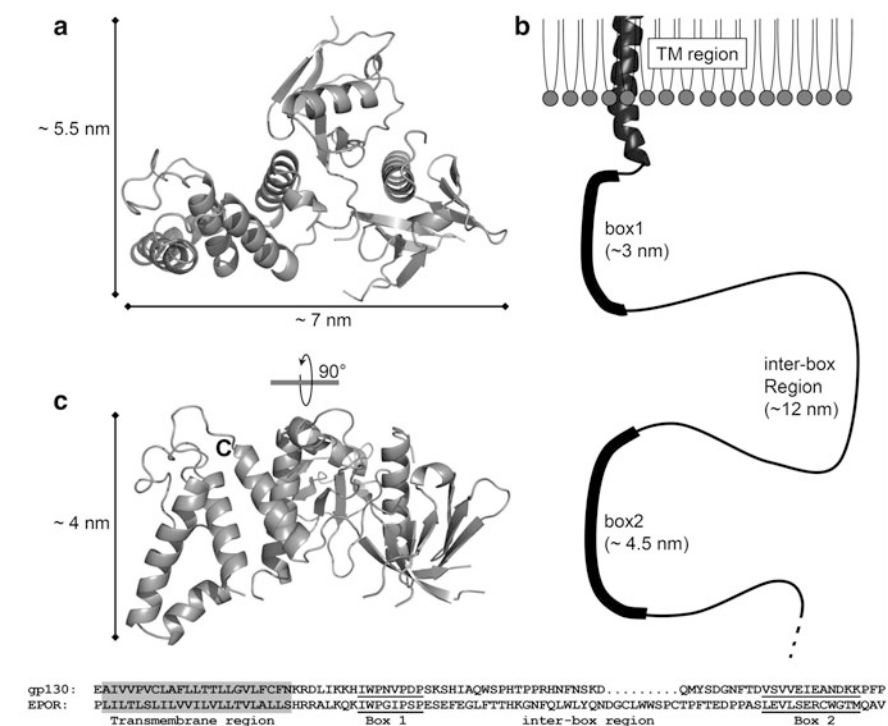 a
b
TM region
~ 5.5 nm
box1
(~3 nm)
~ 7 nm
90°
inter-box
Region
(~12 nm)
c
C
~ 4 nm
box2
(~ 4.5 nm)
gp130: EAIVVPVCLAFLLTTLLGVLFCFNKRDLIKKHIWPNVPDPSKSHIAQWSPHTPPRHNFNSKD.........QMYSDGNFTDVSVVEIEANDKKPFP
EPOR: PLILTLSLILVVILVLLTVLALLSHRRALKQKIWPGIPSPESEFEGLFTTHKGNFQLWLYQNDGCLWWSPCTPFTEDPPASLEVLSERCWGTMQAV
Transmembrane region Box 1 inter-box region Box 2